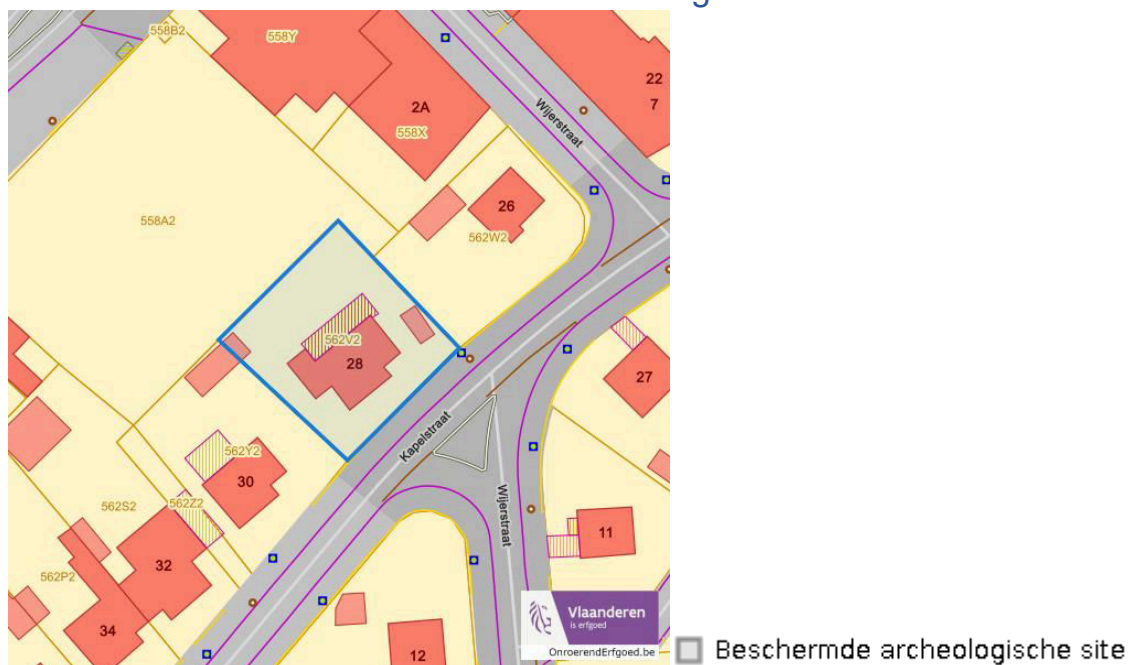 558B2
558Y
22
7
2A
558X
Wijerstraat
558A2
26
562W2
562V2
28
27
Kapelstraat
562Y2
30
562S2
562Z2
Wijerstraat
11
32
562P2
34
12
Vlaanderen
is erfgoed
OnroerendErfgoed.be
Beschermde archeologische site